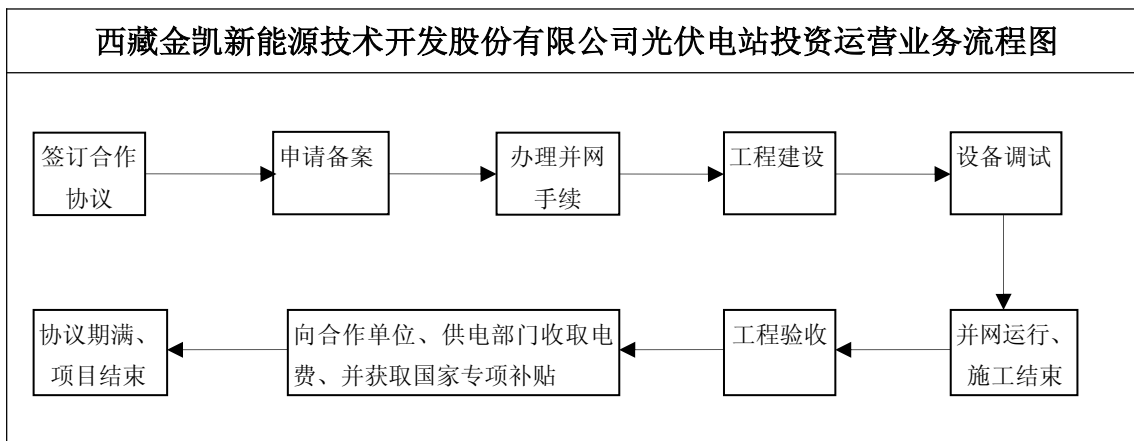 西藏金凯新能源技术开发股份有限公司光伏电站投资运营业务流程图
签订合作
协议
申请备案
办理并网
手续
工程建设
设备调试
并网运行、
施工结束
工程验收
向合作单位、供电部门收取电
费、并获取国家专项补贴
协议期满、
项目结束